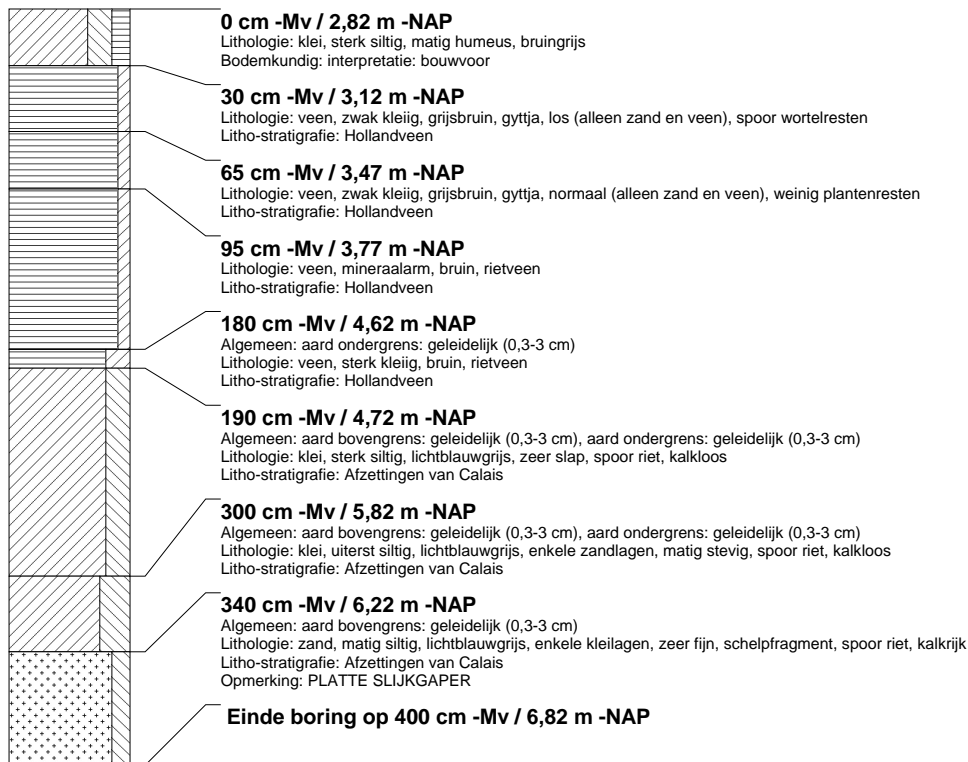 0 cm -Mv / 2,82 m -NAP
Lithologie: klei, sterk siltig, matig humeus, bruingrijs
Bodemkundig: interpretatie: bouwvoor
30 cm -Mv / 3,12 m -NAP
Lithologie: veen, zwak kleiig, grijsbruin, gyttja, los (alleen zand en veen), spoor wortelresten
Litho-stratigrafie: Hollandveen
65 cm -Mv / 3,47 m -NAP
Lithologie: veen, zwak kleiig, grijsbruin, gyttja, normaal (alleen zand en veen), weinig plantenresten
Litho-stratigrafie: Hollandveen
95 cm -Mv / 3,77 m -NAP
Lithologie: veen, mineraalarm, bruin, rietveen
Litho-stratigrafie: Hollandveen
180 cm -Mv / 4,62 m -NAP
Algemeen: aard ondergrens: geleidelijk (0,3-3 cm)
Lithologie: veen, sterk kleiig, bruin, rietveen
Litho-stratigrafie: Hollandveen
190 cm -Mv / 4,72 m -NAP
Algemeen: aard bovengrens: geleidelijk (0,3-3 cm), aard ondergrens: geleidelijk (0,3-3 cm)
Lithologie: klei, sterk siltig, lichtblauwgrijs, zeer slap, spoor riet, kalkloos
Litho-stratigrafie: Afzettingen van Calais
300 cm -Mv / 5,82 m -NAP
Algemeen: aard bovengrens: geleidelijk (0,3-3 cm), aard ondergrens: geleidelijk (0,3-3 cm)
Lithologie: klei, uiterst siltig, lichtblauwgrijs, enkele zandlagen, matig stevig, spoor riet, kalkloos
Litho-stratigrafie: Afzettingen van Calais
340 cm -Mv / 6,22 m -NAP
Algemeen: aard bovengrens: geleidelijk (0,3-3 cm)
Lithologie: zand, matig siltig, lichtblauwgrijs, enkele kleilagen, zeer fijn, schelpfragment, spoor riet, kalkrijk
Litho-stratigrafie: Afzettingen van Calais
Opmerking: PLATTE SLIJKGAPER
Einde boring op 400 cm -Mv / 6,82 m -NAP